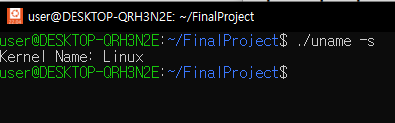 user@DESKTOP-QRH3N2E: ~/FinalProject
user@DESKTOP-QRH3N2E:~/FinalProject$ ./uname -s
Kernel Name: Linux
user@DESKTOP-QRH3N2E:~/FinalProject$